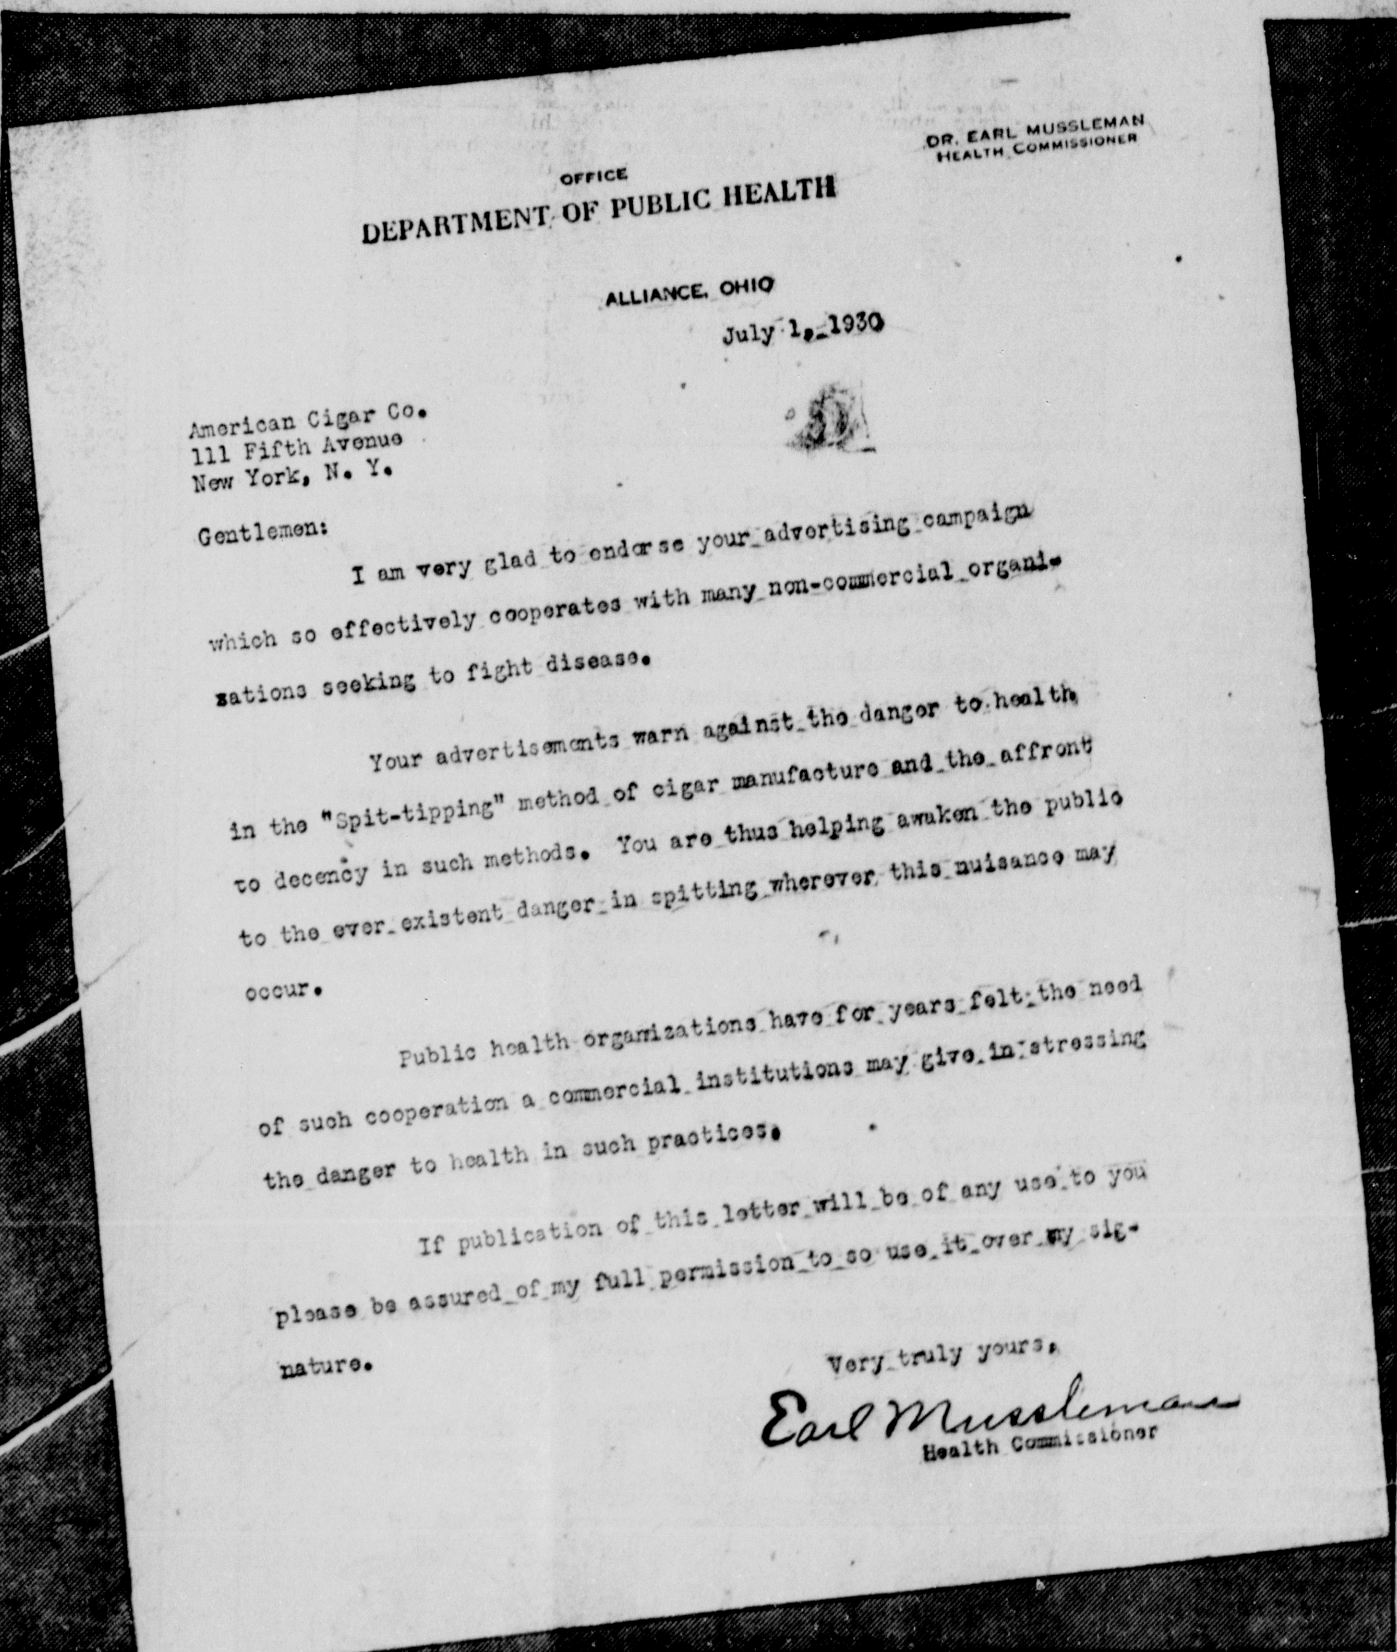 DR. EARL MUSSLEMAN
HEALTH COMMISSIONER
OFFICE
DEPARTMENT OF PUBLIC HEALTH
ALLIANCE, OHIO
July 1, 1930
American Cigar Co.
111 Fifth Avenue
New York, N. Y.
Gentlemen:
I am very glad to endorse your advertising campaign
which so effectively cooperates with many non-commercial organi-
zations seeking to fight disease.
Your advertisements warn against the danger to health
in the "Spit-tipping" method of cigar manufacture and the affront
to decency in such methods. You are thus helping awaken the public
to the ever existent danger in spitting wherever this nuisance may
occur.
Public health organizations have for years felt the need
of such cooperation a commercial institutions may give in stressing
the danger to health in such practices.
If publication of this letter will be of any use to you
please be assured of my full permission to so use it over my sig-
nature.
Very truly yours,
Earl Mussleman
Health Commissioner